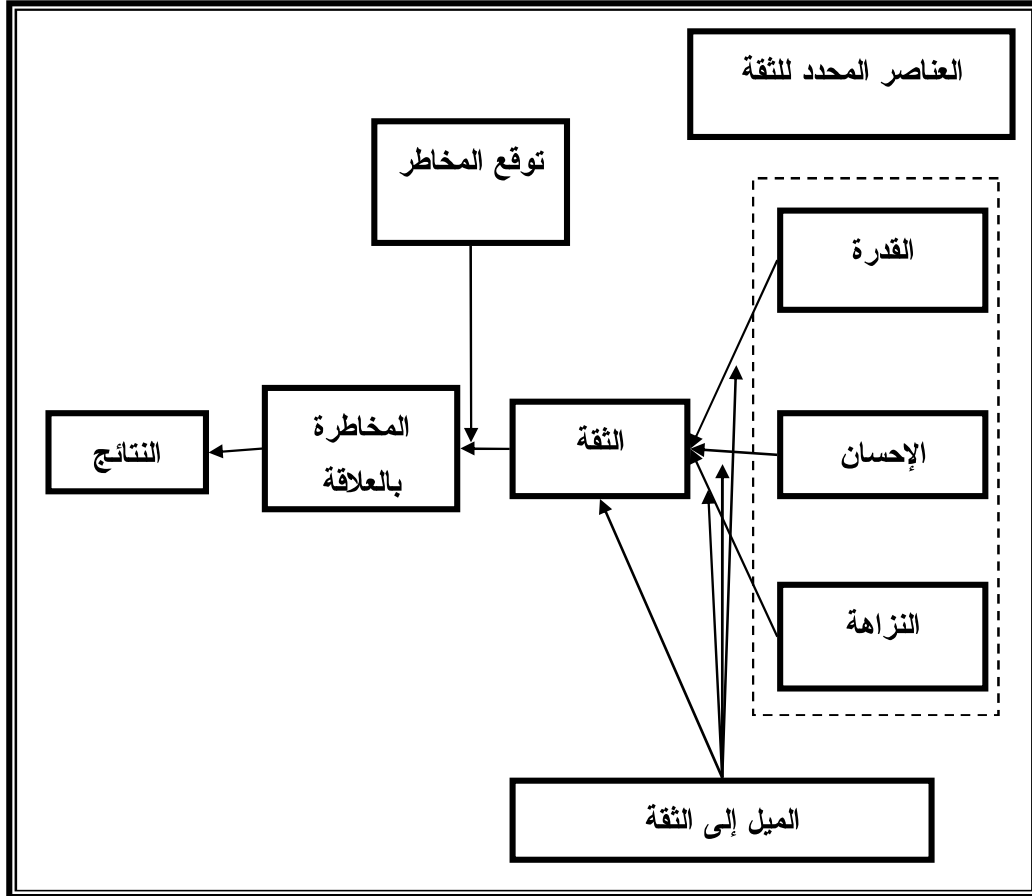 العناصر المحدد للثقة
توقع المخاطر
القدرة
المخاطرة
بالعلاقة
الثقة
الإحسان
النتائج
النزاهة
الميل إلى الثقة